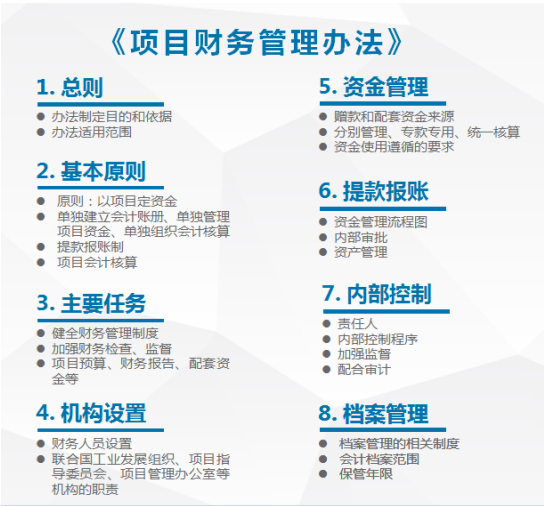 《项目财务管理办法》
1. 总则
● 办法制定目的和依据
● 办法适用范围
2. 基本原则
● 原则：以项目定资金
● 单独建立会计账册、单独管理
项目资金、单独组织会计核算
● 提款报账制
● 项目会计核算
3. 主要任务
● 健全财务管理制度
● 加强财务检查、监督
● 项目预算、财务报告、配套资
金等
4. 机构设置
● 财务人员设置
● 联合国工业发展组织、项目指
导委员会、项目管理办公室等
机构的职责
5. 资金管理
● 赠款和配套资金来源
● 分别管理、专款专用、统一核算
● 资金使用遵循的要求
6. 提款报账
● 资金管理流程图
● 内部审批
● 资产管理
7. 内部控制
● 责任人
● 内部控制程序
● 加强监督
● 配合审计
8. 档案管理
● 档案管理的相关制度
● 会计档案范围
● 保管年限